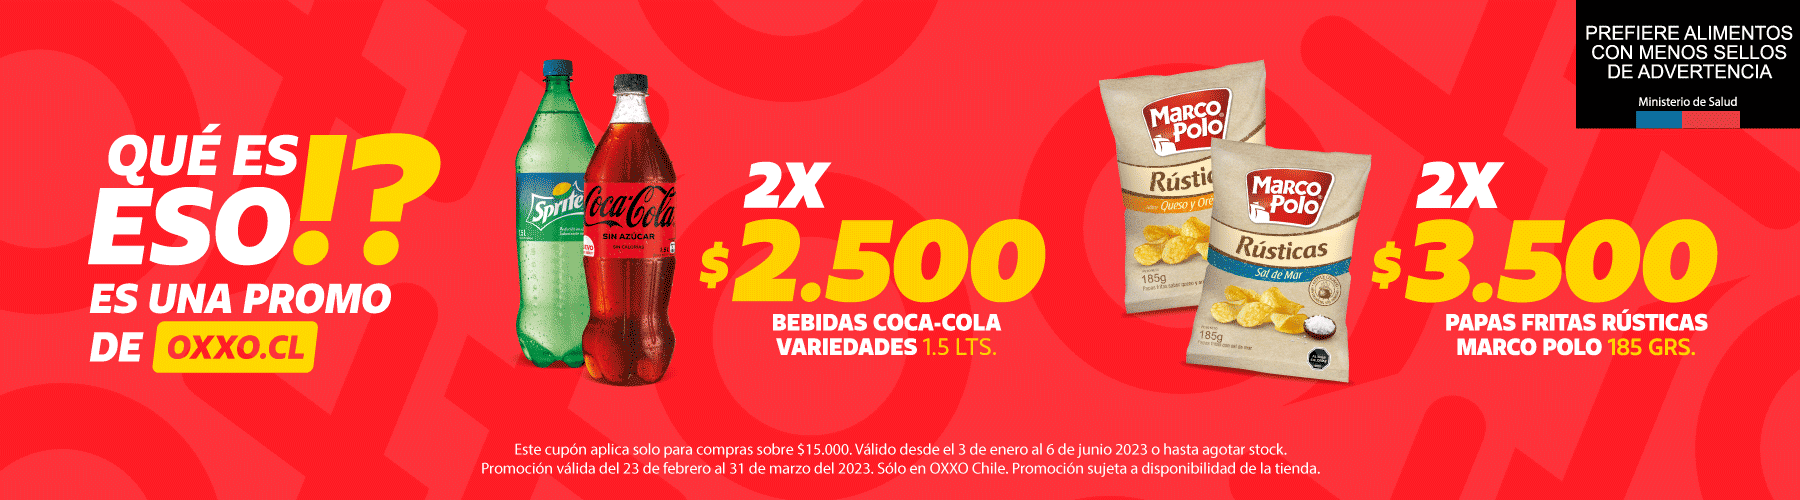 PREFIERE ALIMENTOS
CON MENOS SELLOS
DE ADVERTENCIA
Ministerio de Salud
QUÉ ES
ESO!?
ES UNA PROMO
DE OXXO.CL
Sprite
Coca-Cola
SIN AZÚCAR
SIN CALORÍAS
2X
$2.500
BEBIDAS COCA-COLA
VARIEDADES 1.5 LTS.
MARCO
POLO
Rústic
Queso y Oré
185g
MARCO
POLO
Rústicas
Sal de Mar
185g
2X
$3.500
PAPAS FRITAS RÚSTICAS
MARCO POLO 185 GRS.
Este cupón aplica solo para compras sobre $15.000. Válido desde el 3 de enero al 6 de junio 2023 o hasta agotar stock.
Promoción válida del 23 de febrero al 31 de marzo del 2023. Sólo en OXXO Chile. Promoción sujeta a disponibilidad de la tienda.